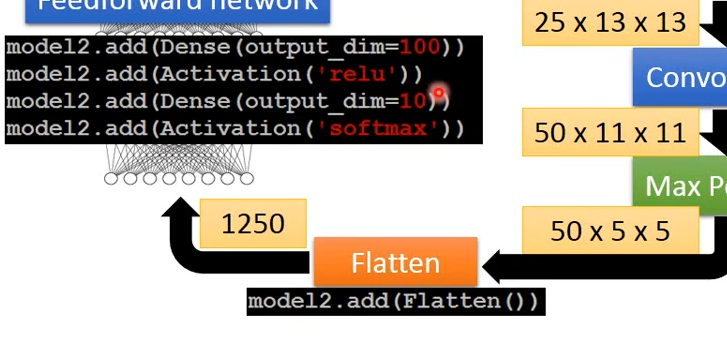 Feedforward network
model2.add(Dense(output_dim=100))
model2.add(Activation('relu'))
model2.add(Dense(output_dim=10))
model2.add(Activation('softmax'))
1250
Flatten
model2.add(Flatten())
25 x 13 x 13
Convo
50 x 11 x 11
Max P
50 x 5 x 5